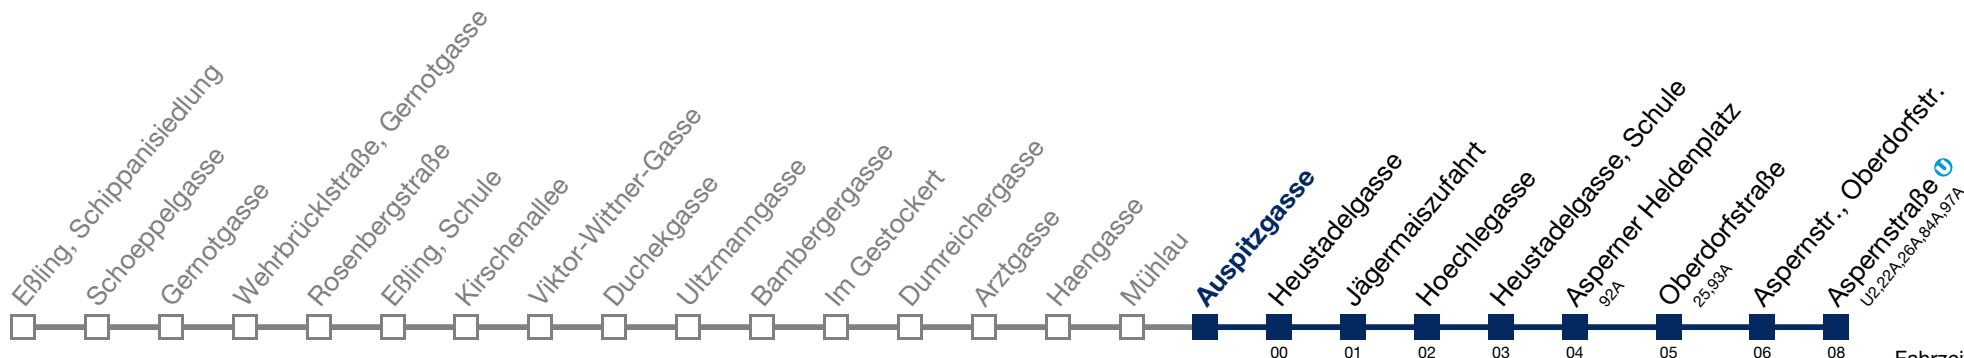 Eßling, Schippanisiedlung
Schoeppelgasse
Gernotgasse
Wehrbrücklstraße, Gernotgasse
Rosenbergstraße
Eßling, Schule
Kirschenallee
Viktor-Wittner-Gasse
Duchekgasse
Ultzmanngasse
Bambergergasse
Im Gestockert
Dumreichergasse
Arztgasse
Haengasse
Mühlau
Auspitzgasse
Heustadelgasse
00
Jägermaiszufahrt
01
Hoechlegasse
02
Heustadelgasse, Schule
03
Asperner Heldenplatz
92A
04
Oberdorfstraße
25,93A
05
Aspernstr., Oberdorfstr.
06
Aspernstraße U
U2,22A,26A,84A,97A
08